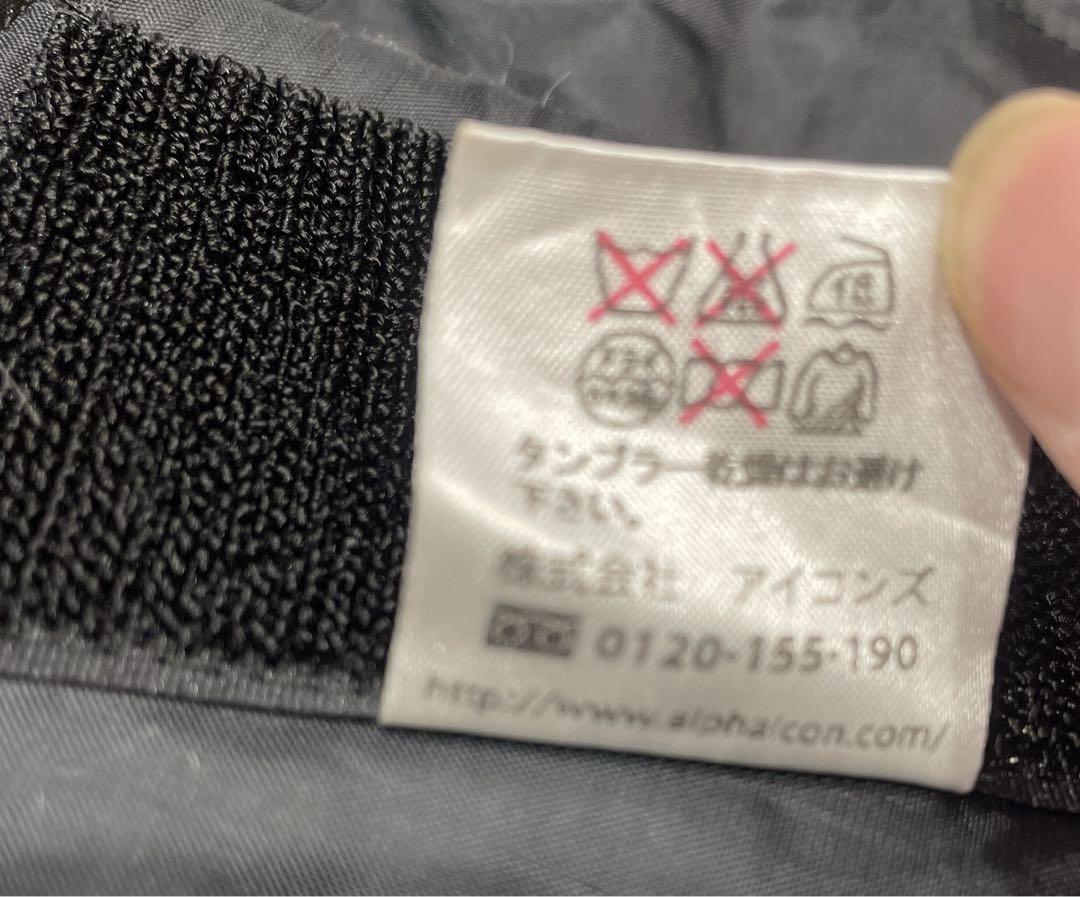 タンブラー乾燥はお避け
下さい。
株式会社 アイコンズ
0120-155-190
http://www.alphaicon.com/